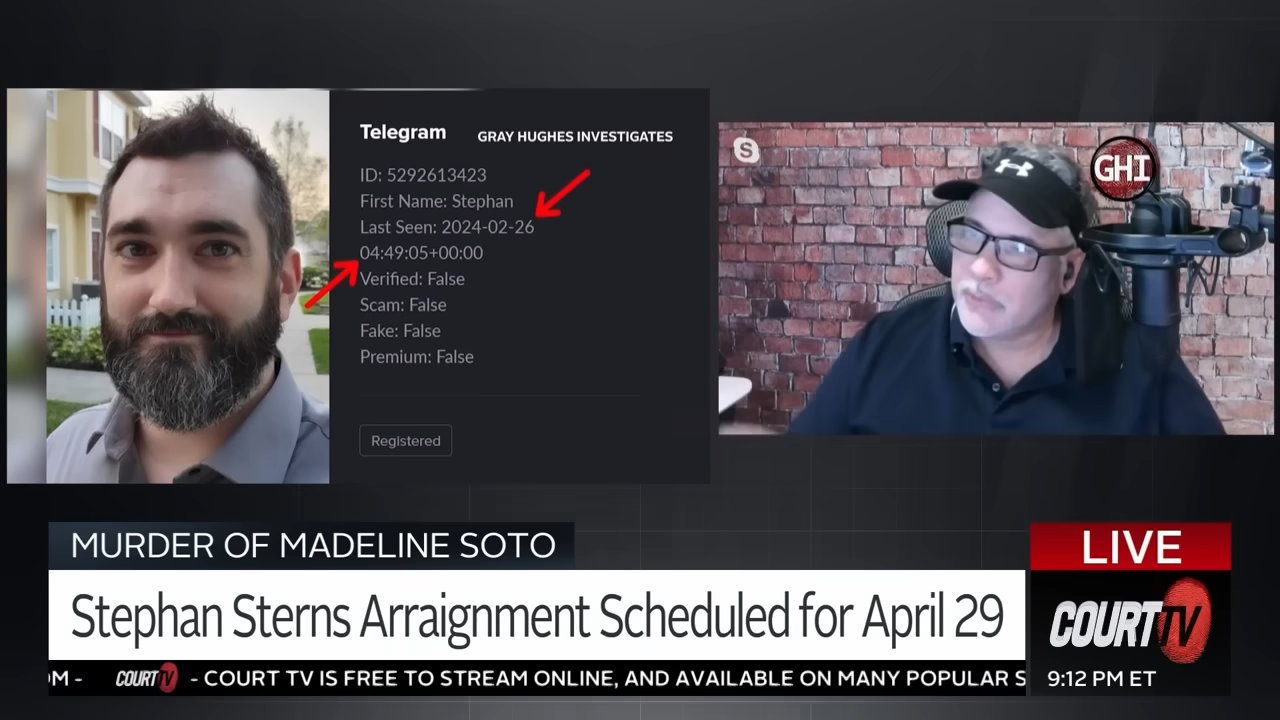 Telegram
GRAY HUGHES INVESTIGATES
ID: 5292613423
First Name: Stephan
Last Seen: 2024-02-26
04:49:05+00:00
Verified: False
Scam: False
Fake: False
Premium: False
Registered
S
GHI
MURDER OF MADELINE SOTO
Stephan Sterns Arraignment Scheduled for April 29
LIVE
COURT TV
9:12 PM ET
OM - COURT TV - COURT TV IS FREE TO STREAM ONLINE, AND AVAILABLE ON MANY POPULAR S